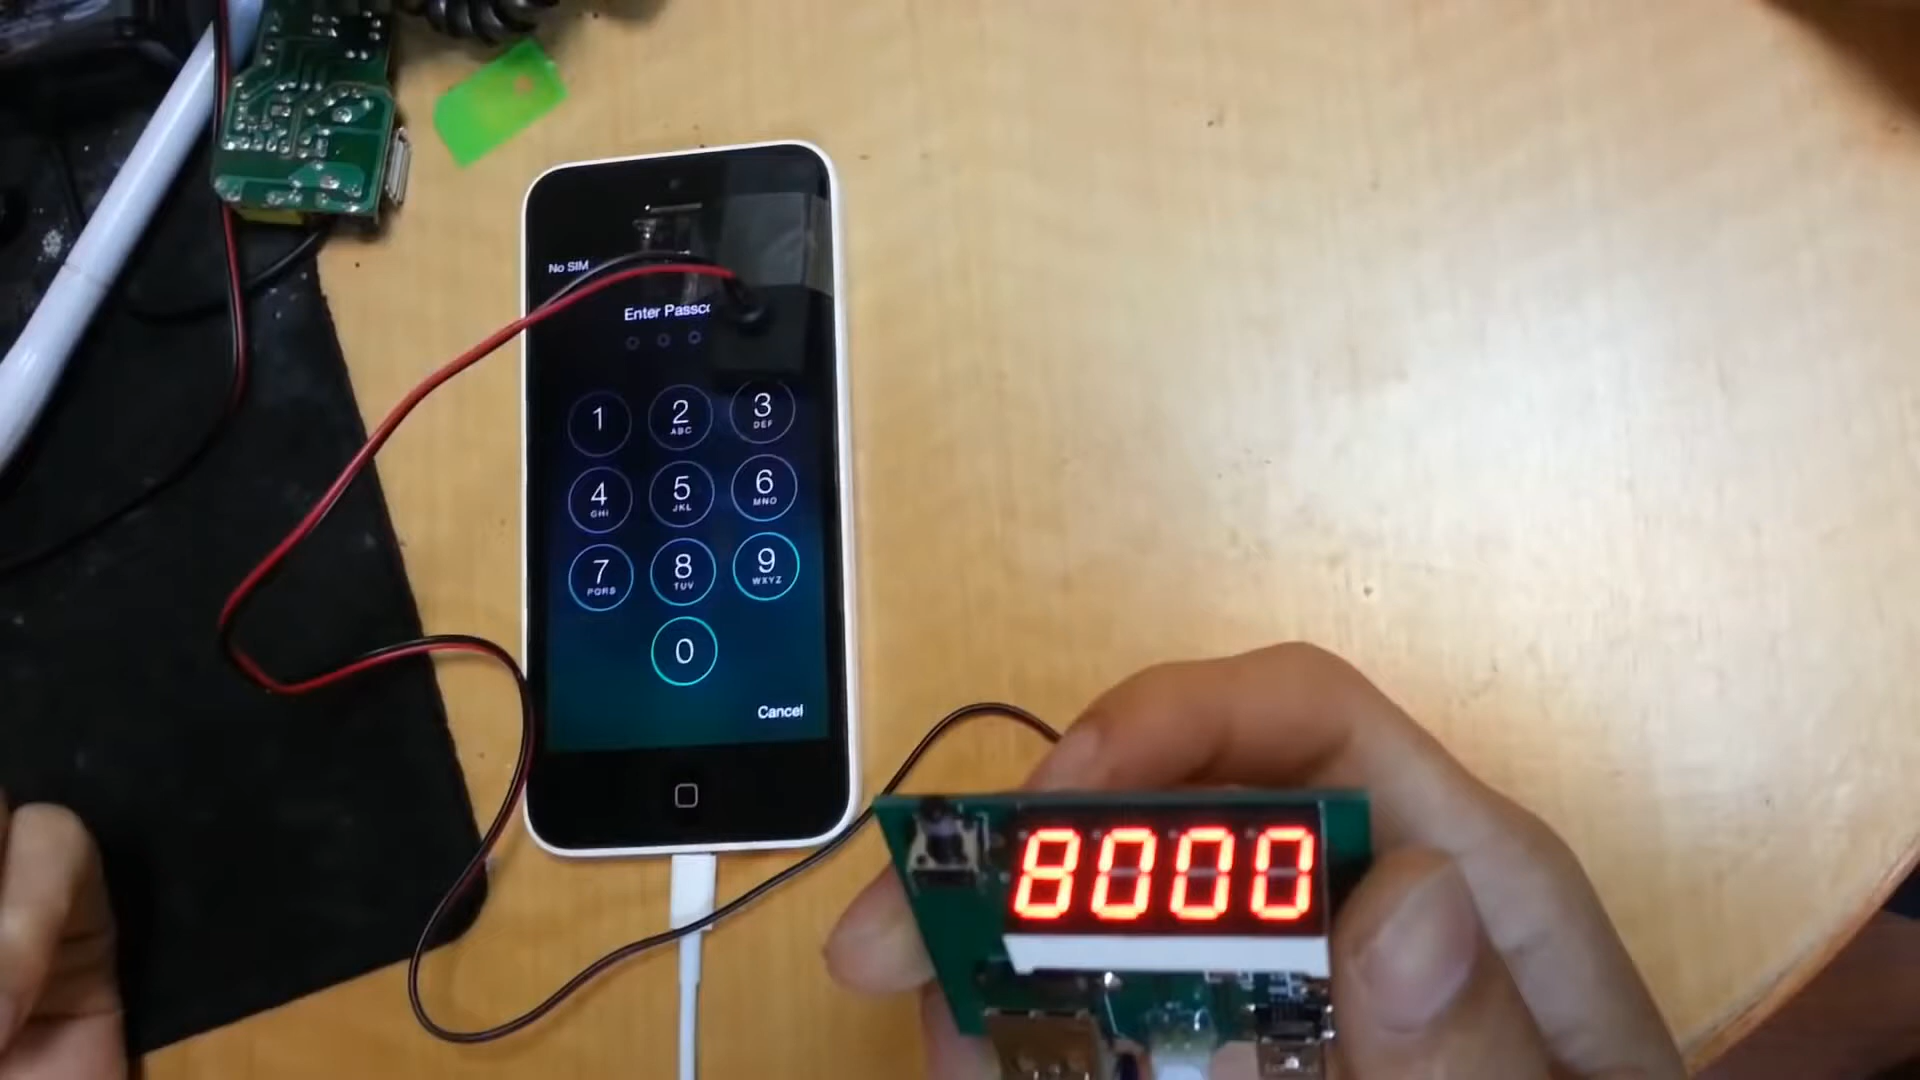 No SIM
Enter Passco
1 2 3
ABC DEF
4 5 6
GHI JKL MNO
7 8 9
PQRS TUV WXYZ
0
Cancel
8000